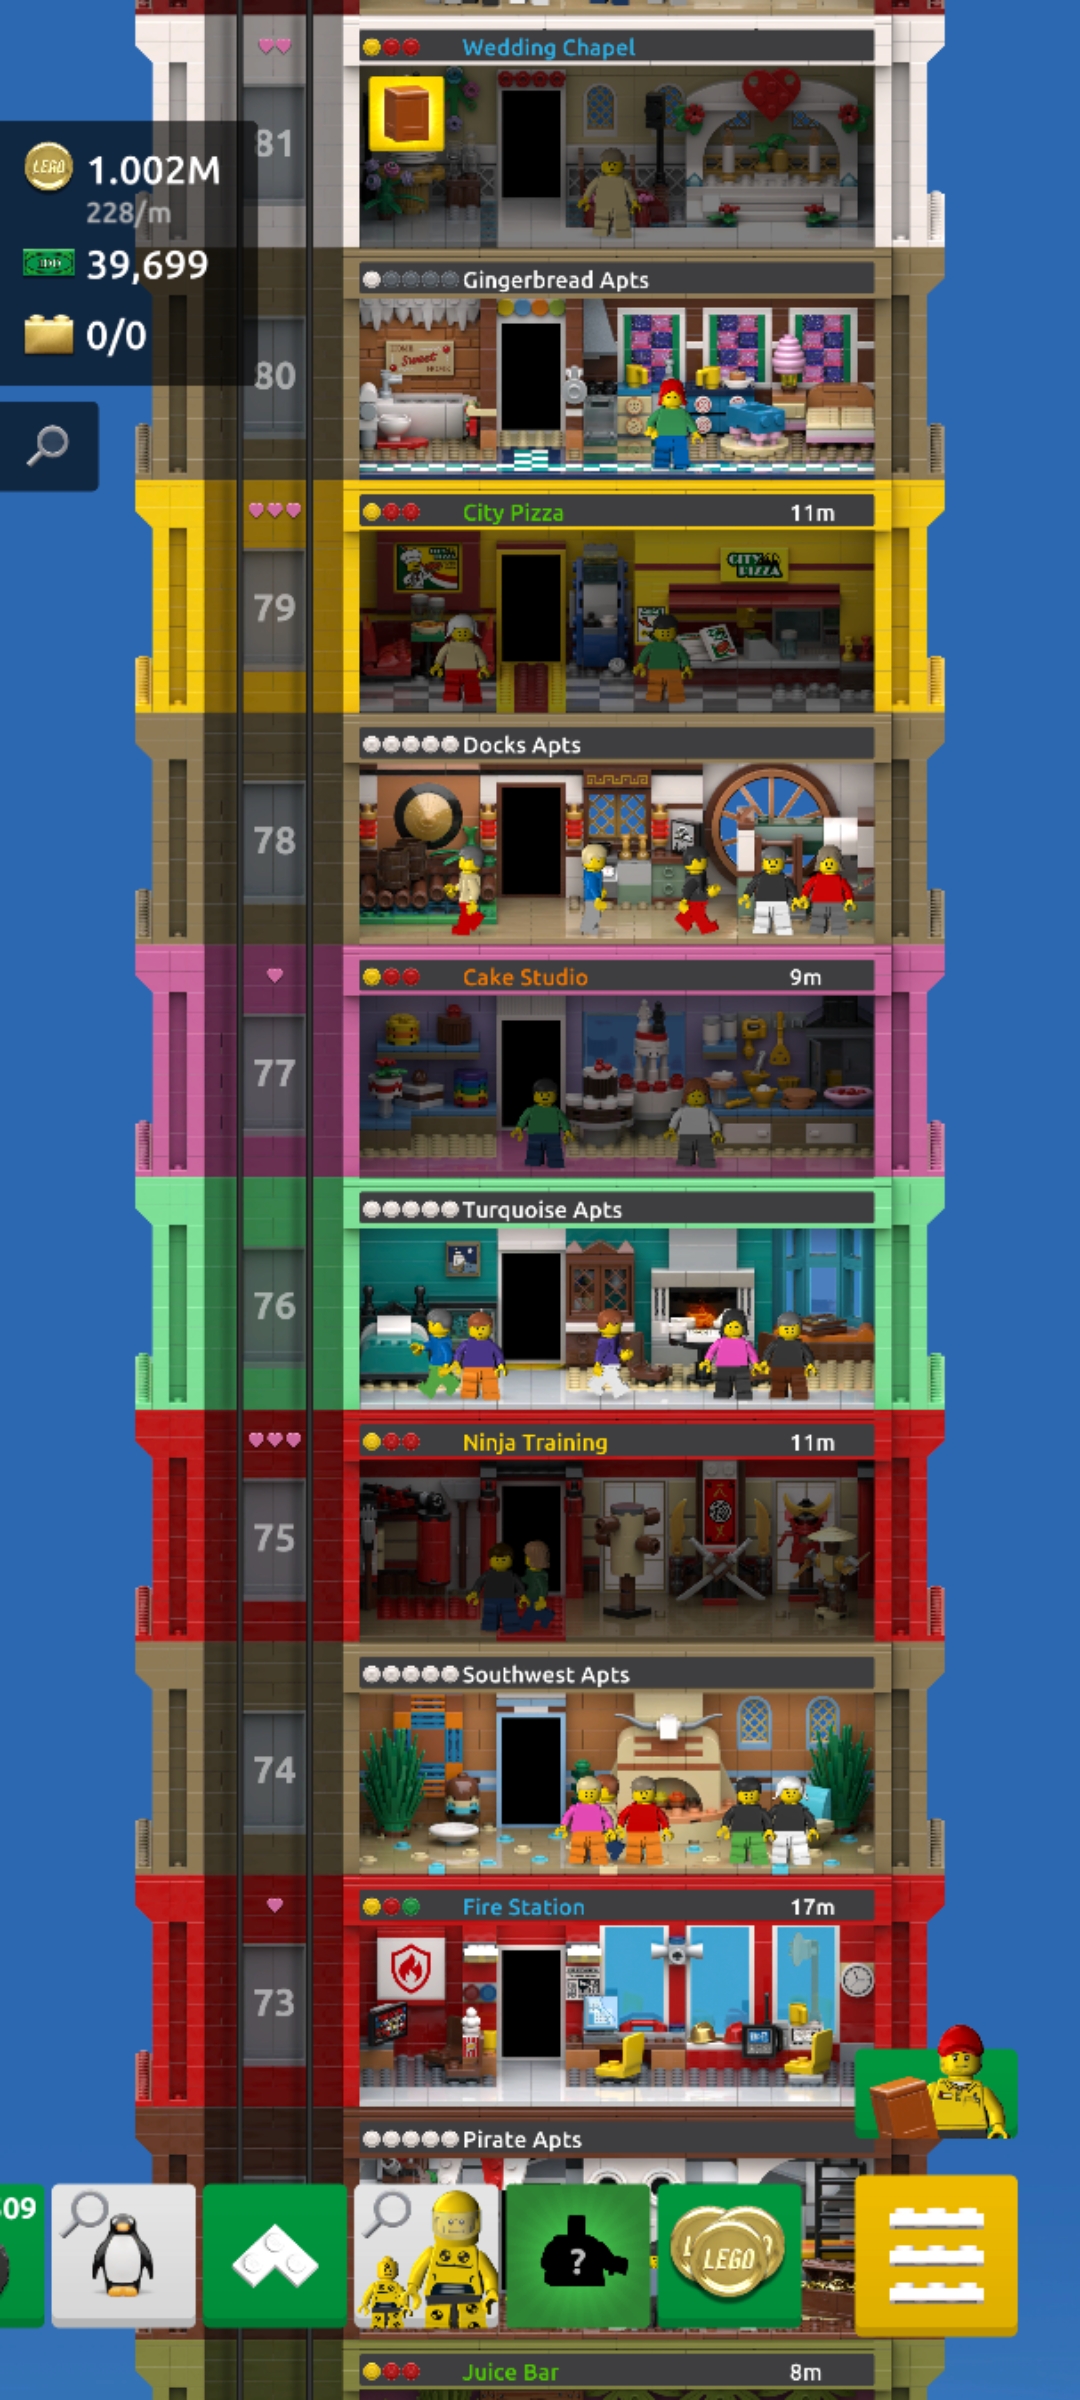 Wedding Chapel
81
LEGO 1.002M
228/m
39,699
0/0
Gingerbread Apts
80
Sweet
City Pizza 11m
79
CITY PIZZA
Docks Apts
78
Cake Studio 9m
77
Turquoise Apts
76
Ninja Training 11m
75
Southwest Apts
74
Fire Station 17m
73
Pirate Apts
09
?
LEGO
Juice Bar 8m